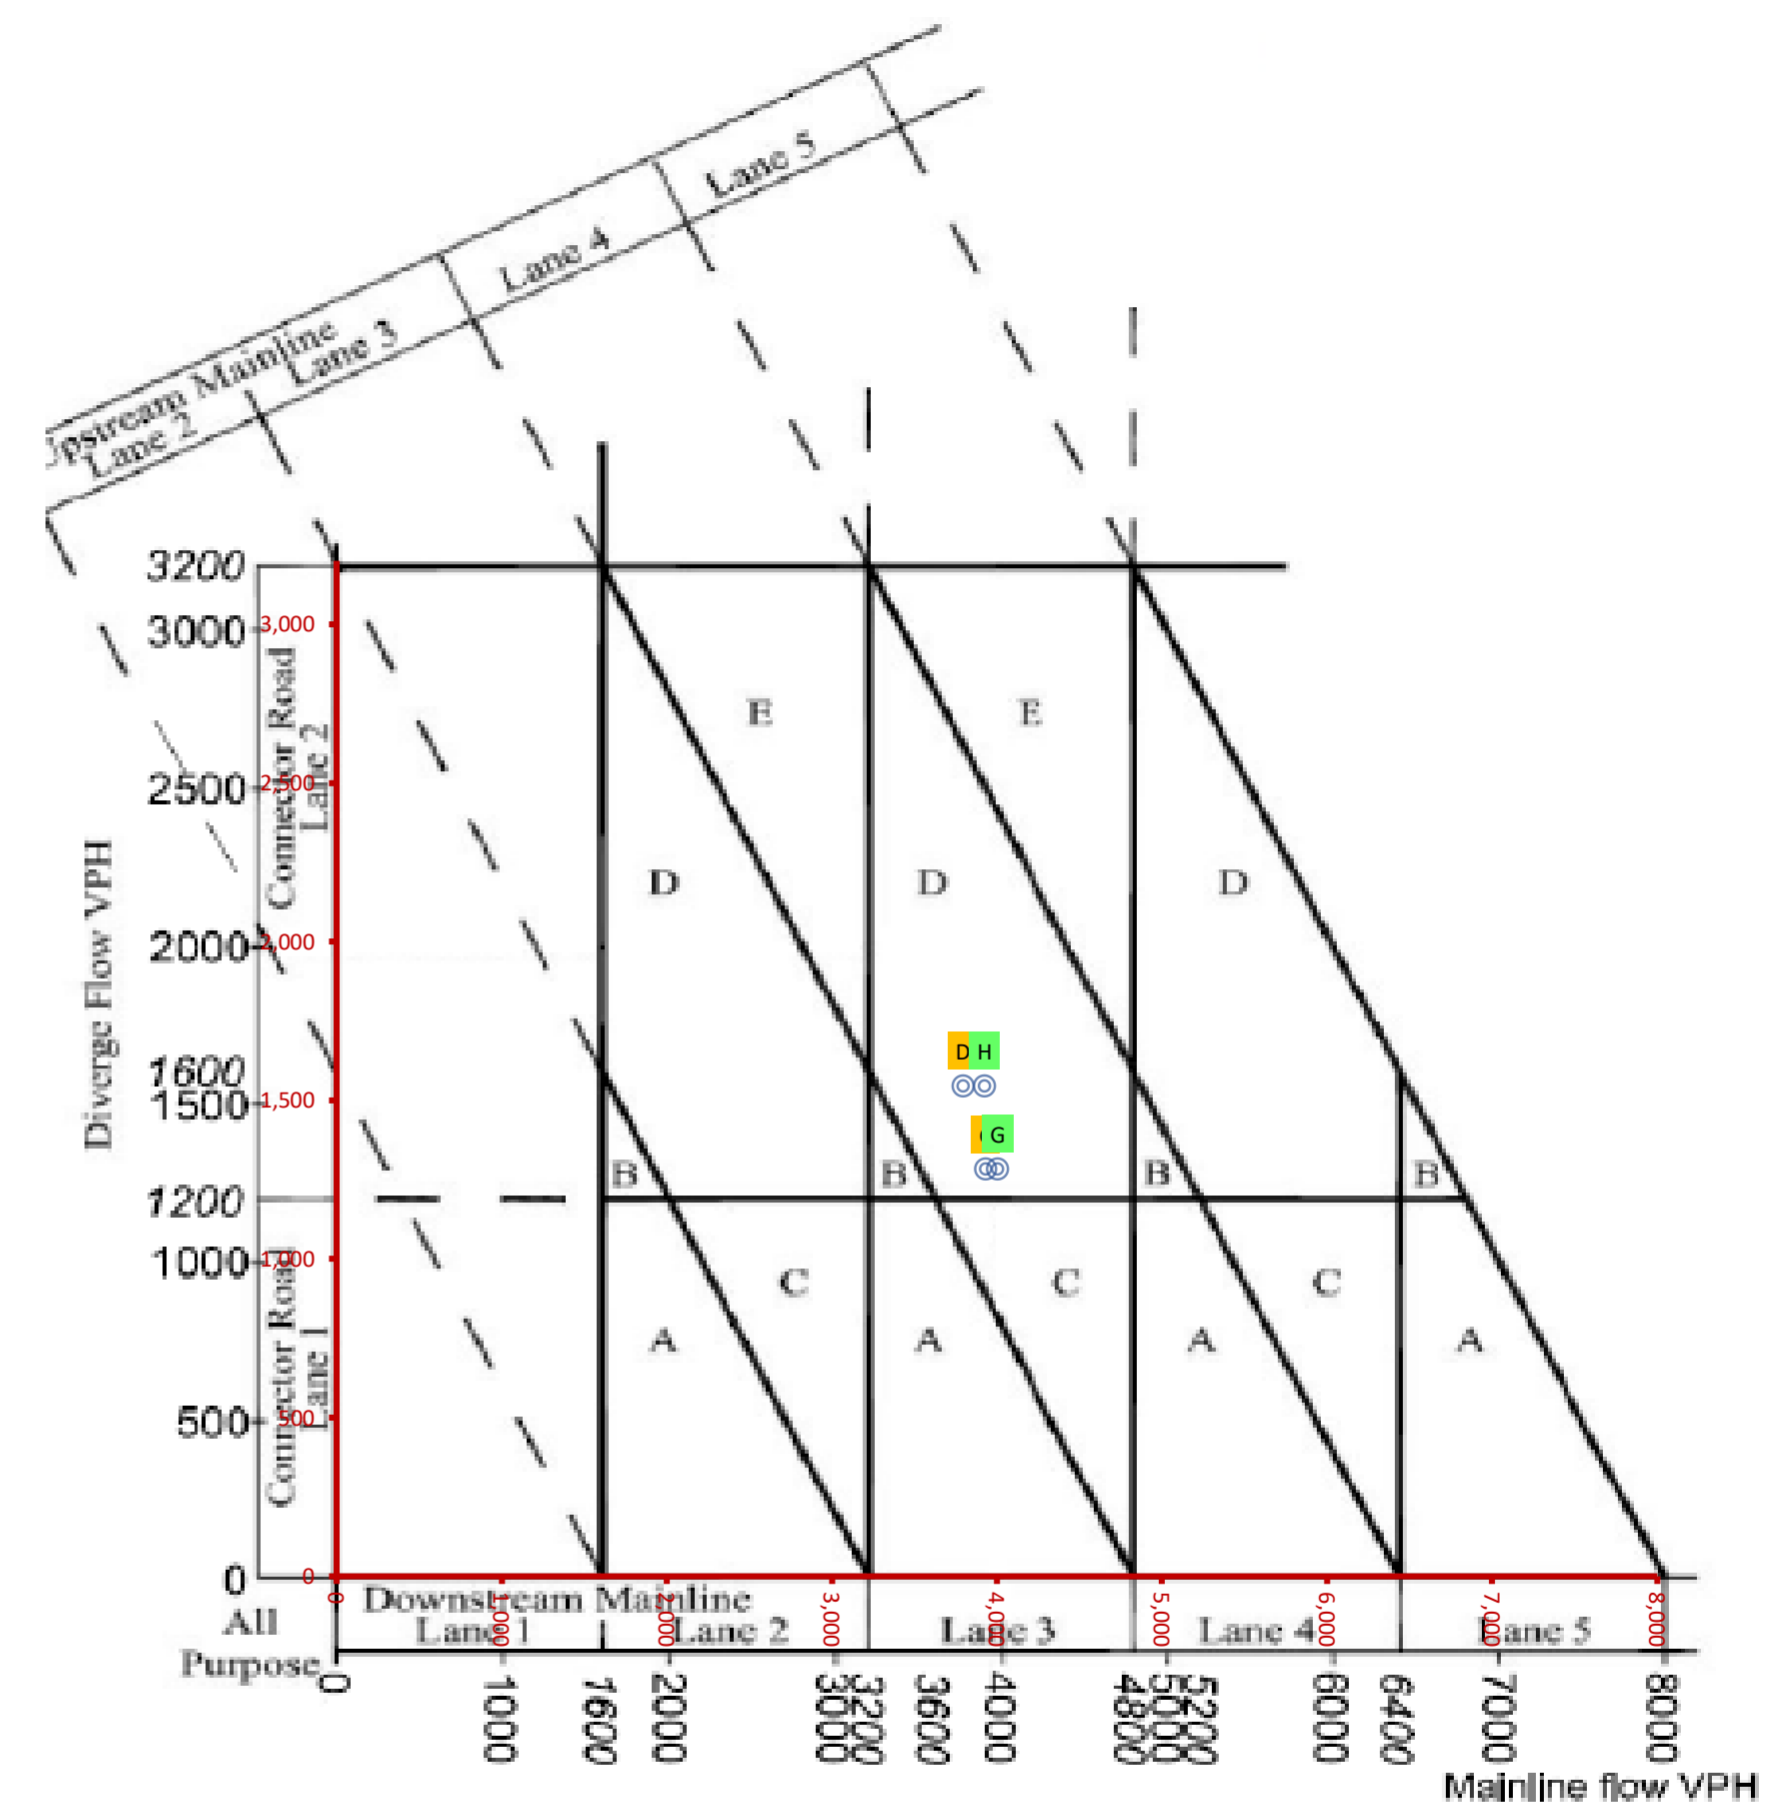 Upstream Mainline
Lane 2
Lane 3
Lane 4
Lane 5
Diverge Flow VPH
3200
3000
2500
2000
1600
1500
1200
1000
500
0
Connector Road
Lane 2
Connector Road
Lane 1
3,000
2,500
2,000
1,500
1,000
500
0
E
E
D
D
D
D H
G
B
B
B
B
C
C
C
A
A
A
A
0
1,000
2,000
3,000
4,000
5,000
6,000
7,000
8,000
All
Purpose
Downstream Mainline
Lane 1
Lane 2
Lane 3
Lane 4
Lane 5
0
1000
1600
2000
3000
3200
3600
4000
4800
5000
5200
6000
6400
7000
8000
Mainline flow VPH